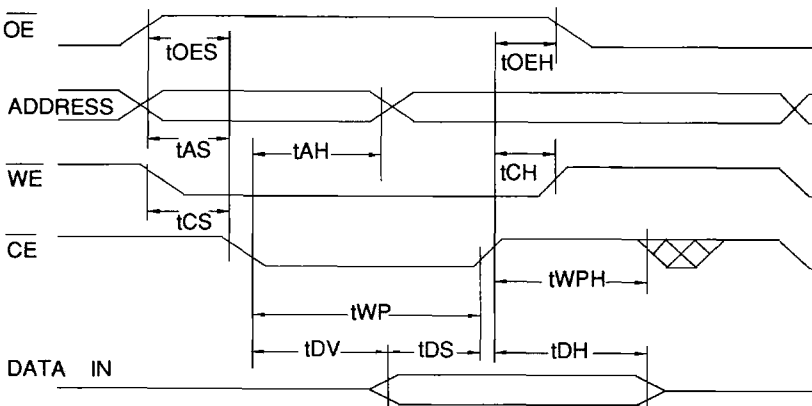 OE
tOES
tOEH
ADDRESS
tAS
tAH
tCH
WE
tCS
CE
tWPH
tWP
tDV
tDS
tDH
DATA IN